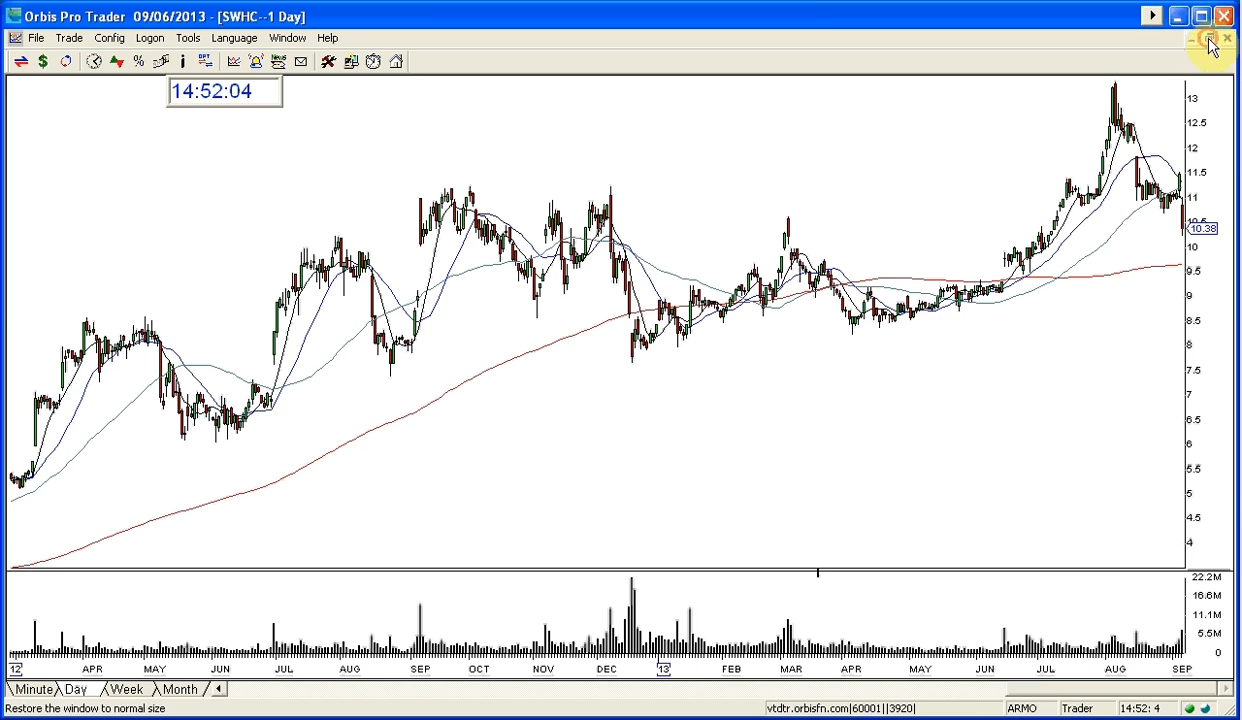 Orbis Pro Trader 09/06/2013 - [SWHC--1 Day]
File Trade Config Logon Tools Language Window Help
14:52:04
13
12.5
12
11.5
11
10.5
10.38
10
9.5
9
8.5
8
7.5
7
6.5
6
5.5
5
4.5
4
22.2M
16.6M
11.1M
5.5M
0
12 APR MAY JUN JUL AUG SEP OCT NOV DEC 13 FEB MAR APR MAY JUN JUL AUG SEP
Minute Day Week Month
Restore the window to normal size vtdtr.orbisfn.com|60001||3920| ARMO Trader 14:52: 4